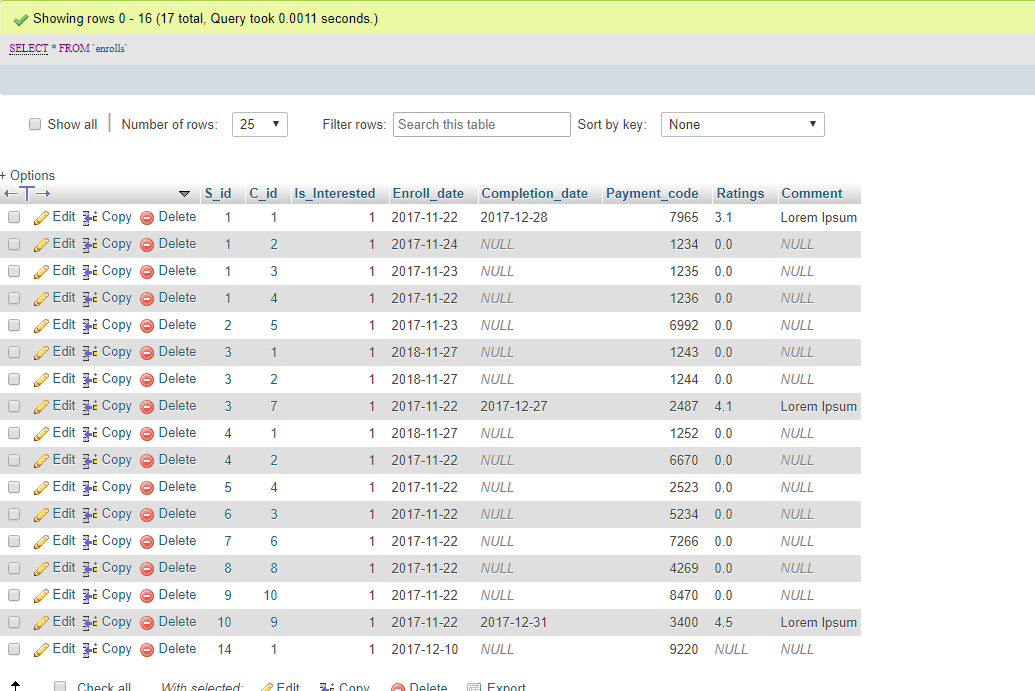 Showing rows 0 - 16 (17 total, Query took 0.0011 seconds.)
SELECT * FROM `enrolls`
Show all Number of rows: 25 Filter rows: Search this table Sort by key: None
+ Options
S_id C_id Is_Interested Enroll_date Completion_date Payment_code Ratings Comment
Edit Copy Delete 1 1 1 2017-11-22 2017-12-28 7965 3.1 Lorem Ipsum
Edit Copy Delete 1 2 1 2017-11-24 NULL 1234 0.0 NULL
Edit Copy Delete 1 3 1 2017-11-23 NULL 1235 0.0 NULL
Edit Copy Delete 1 4 1 2017-11-22 NULL 1236 0.0 NULL
Edit Copy Delete 2 5 1 2017-11-23 NULL 6992 0.0 NULL
Edit Copy Delete 3 1 1 2018-11-27 NULL 1243 0.0 NULL
Edit Copy Delete 3 2 1 2018-11-27 NULL 1244 0.0 NULL
Edit Copy Delete 3 7 1 2017-11-22 2017-12-27 2487 4.1 Lorem Ipsum
Edit Copy Delete 4 1 1 2018-11-27 NULL 1252 0.0 NULL
Edit Copy Delete 4 2 1 2017-11-22 NULL 6670 0.0 NULL
Edit Copy Delete 5 4 1 2017-11-22 NULL 2523 0.0 NULL
Edit Copy Delete 6 3 1 2017-11-22 NULL 5234 0.0 NULL
Edit Copy Delete 7 6 1 2017-11-22 NULL 7266 0.0 NULL
Edit Copy Delete 8 8 1 2017-11-22 NULL 4269 0.0 NULL
Edit Copy Delete 9 10 1 2017-11-22 NULL 8470 0.0 NULL
Edit Copy Delete 10 9 1 2017-11-22 2017-12-31 3400 4.5 Lorem Ipsum
Edit Copy Delete 14 1 1 2017-12-10 NULL 9220 NULL NULL
Check all With selected: Edit Copy Delete Export